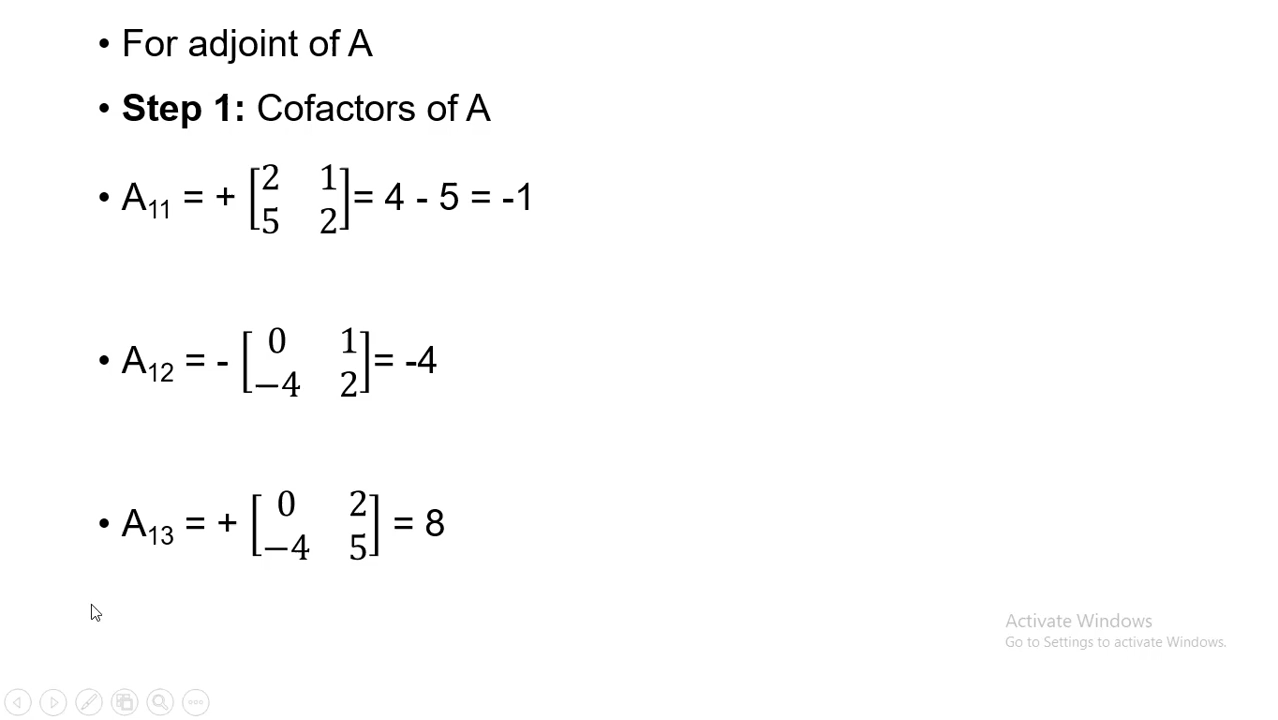 • For adjoint of A
• Step 1: Cofactors of A
• A₁₁ = + [2 1
5 2] = 4 - 5 = -1
• A₁₂ = - [0 1
−4 2] = -4
• A₁₃ = + [0 2
−4 5] = 8
Activate Windows
Go to Settings to activate Windows.